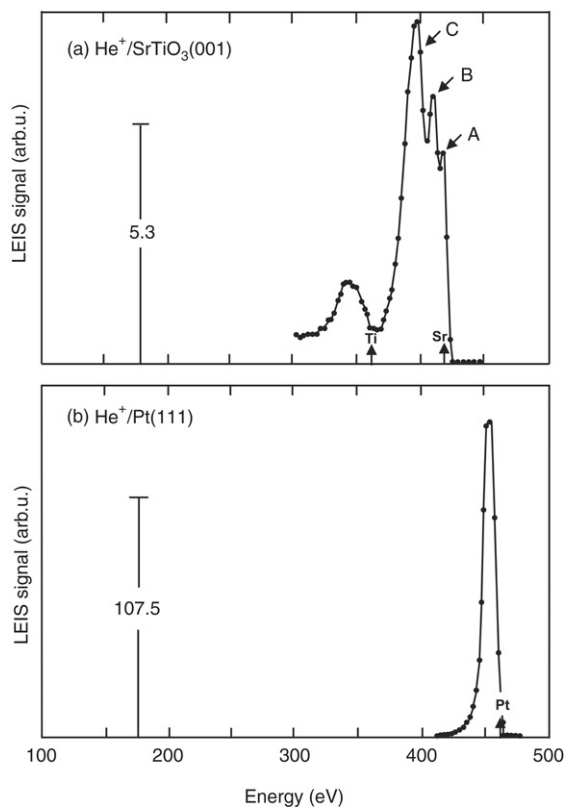 (a) He⁺/SrTiO₃(001)
C
B
A
LEIS signal (arb.u.)
5.3
Ti
Sr
(b) He⁺/Pt(111)
LEIS signal (arb.u.)
107.5
Pt
100 200 300 400 500
Energy (eV)